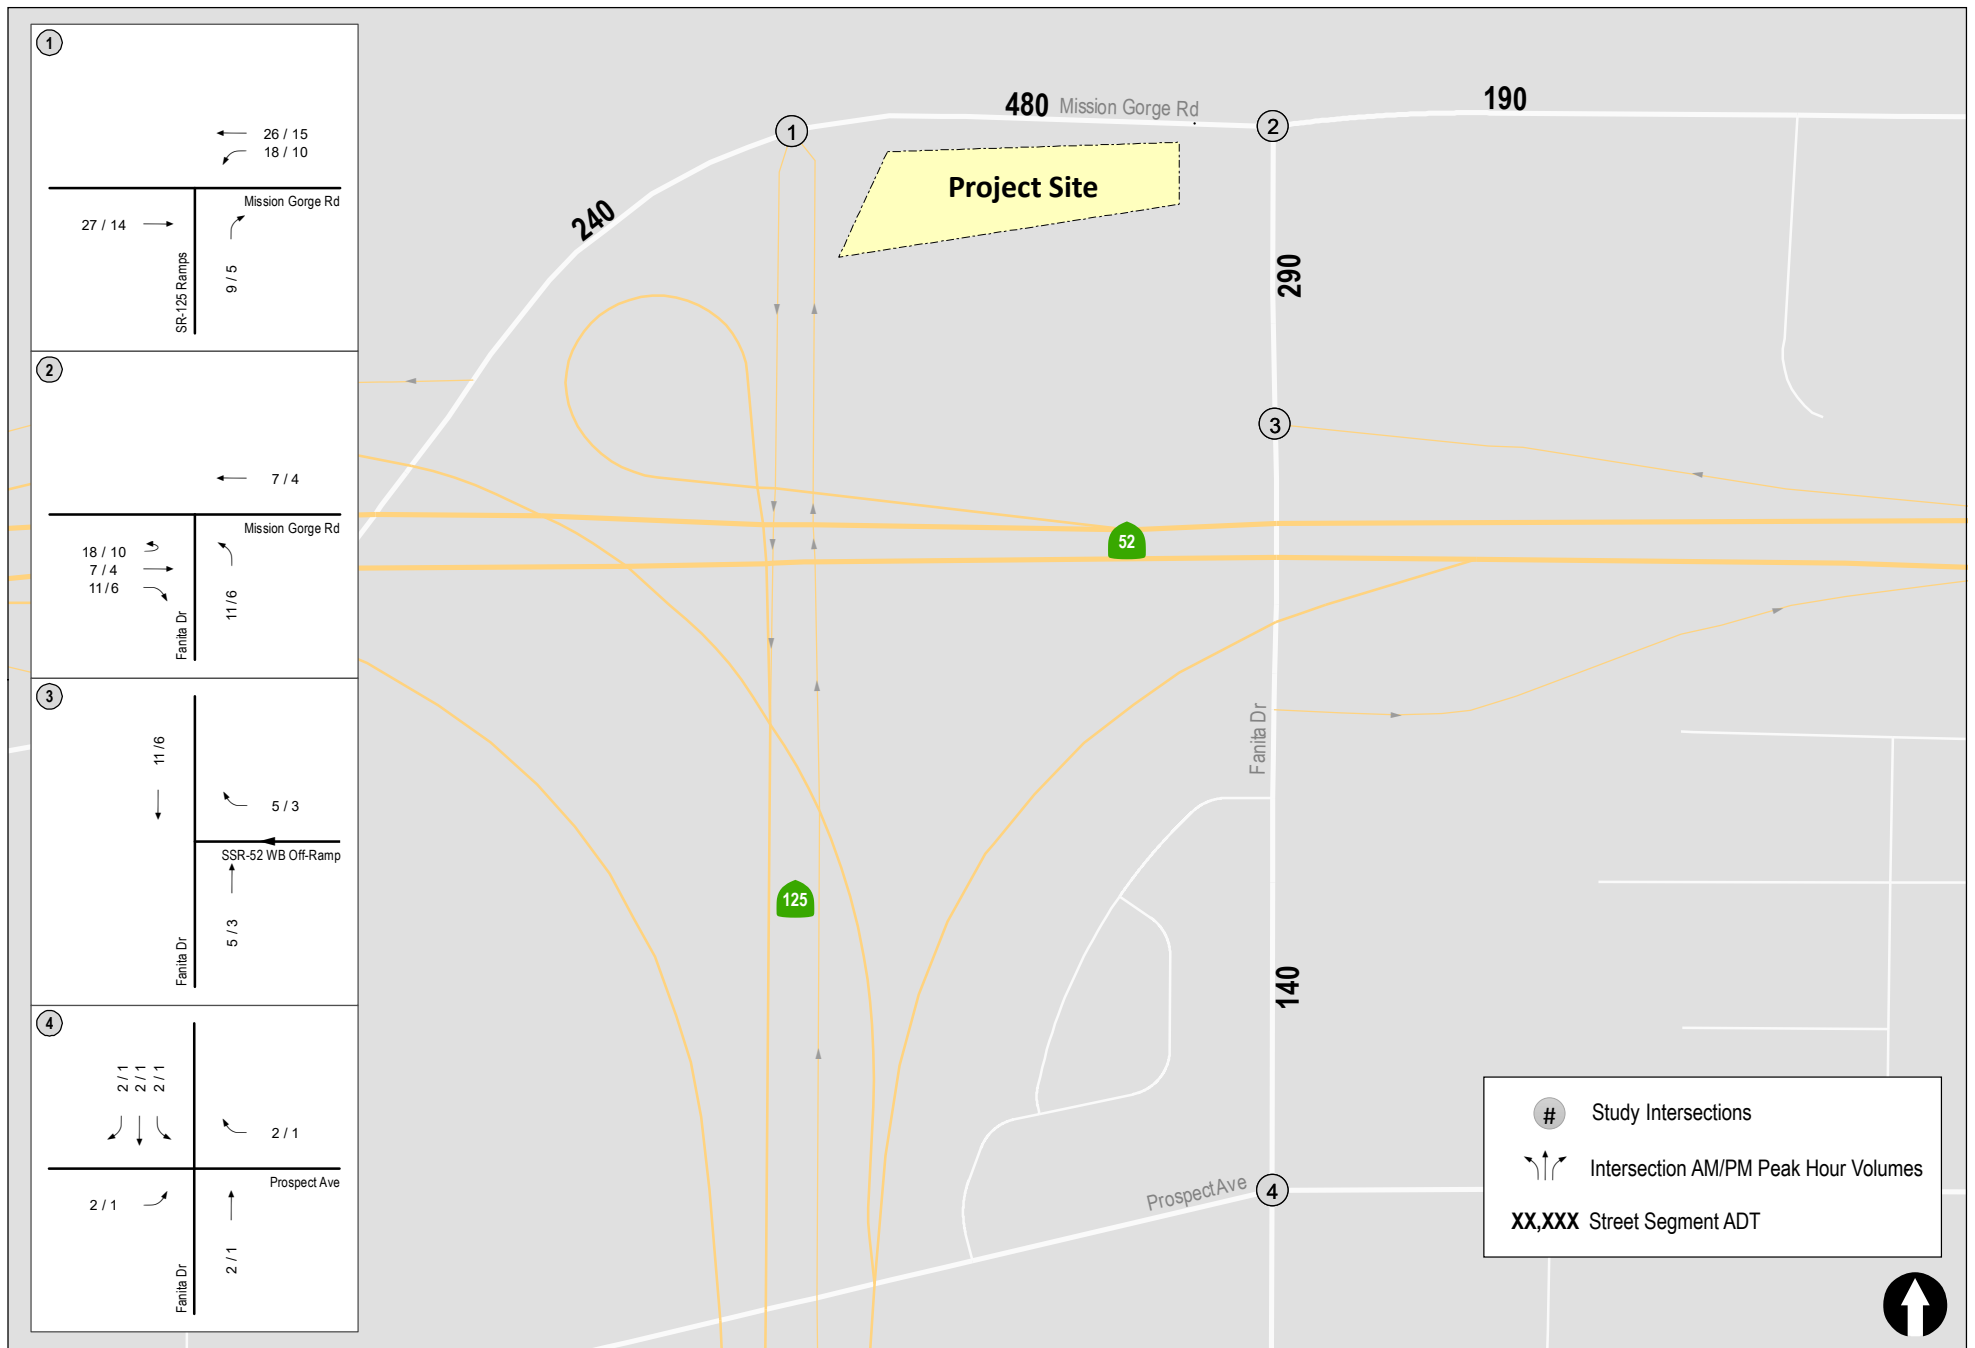 1
26 / 15
18 / 10
Mission Gorge Rd
27 / 14
9 / 5
SR-125 Ramps
2
7 / 4
Mission Gorge Rd
18 / 10
7 / 4
11 / 6
11 / 6
Fanita Dr
3
11 / 6
5 / 3
SSR-52 WB Off-Ramp
5 / 3
Fanita Dr
4
2 / 1
2 / 1
2 / 1
2 / 1
Prospect Ave
2 / 1
2 / 1
Fanita Dr
480 Mission Gorge Rd
190
1
2
Project Site
240
290
3
52
Fanita Dr
125
140
Prospect Ave
4
# Study Intersections
Intersection AM/PM Peak Hour Volumes
XX,XXX Street Segment ADT